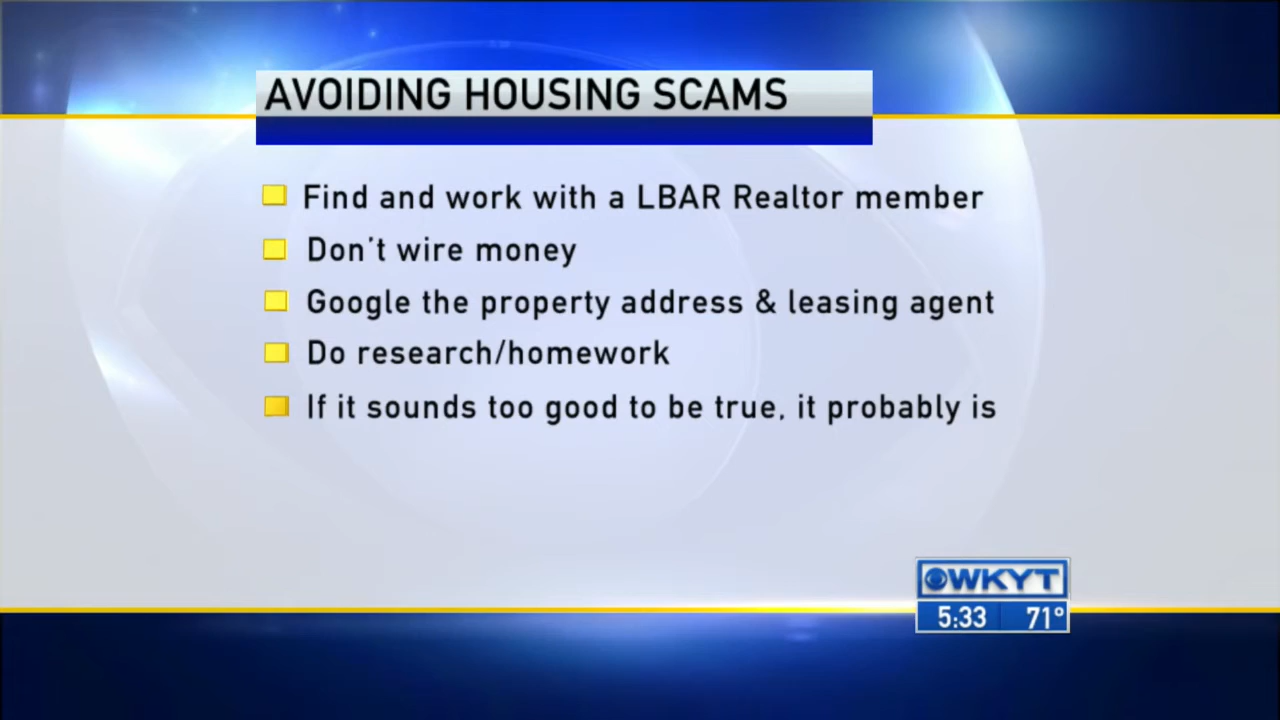 AVOIDING HOUSING SCAMS
Find and work with a LBAR Realtor member
Don't wire money
Google the property address & leasing agent
Do research/homework
If it sounds too good to be true, it probably is
WKYT
5:33 71°